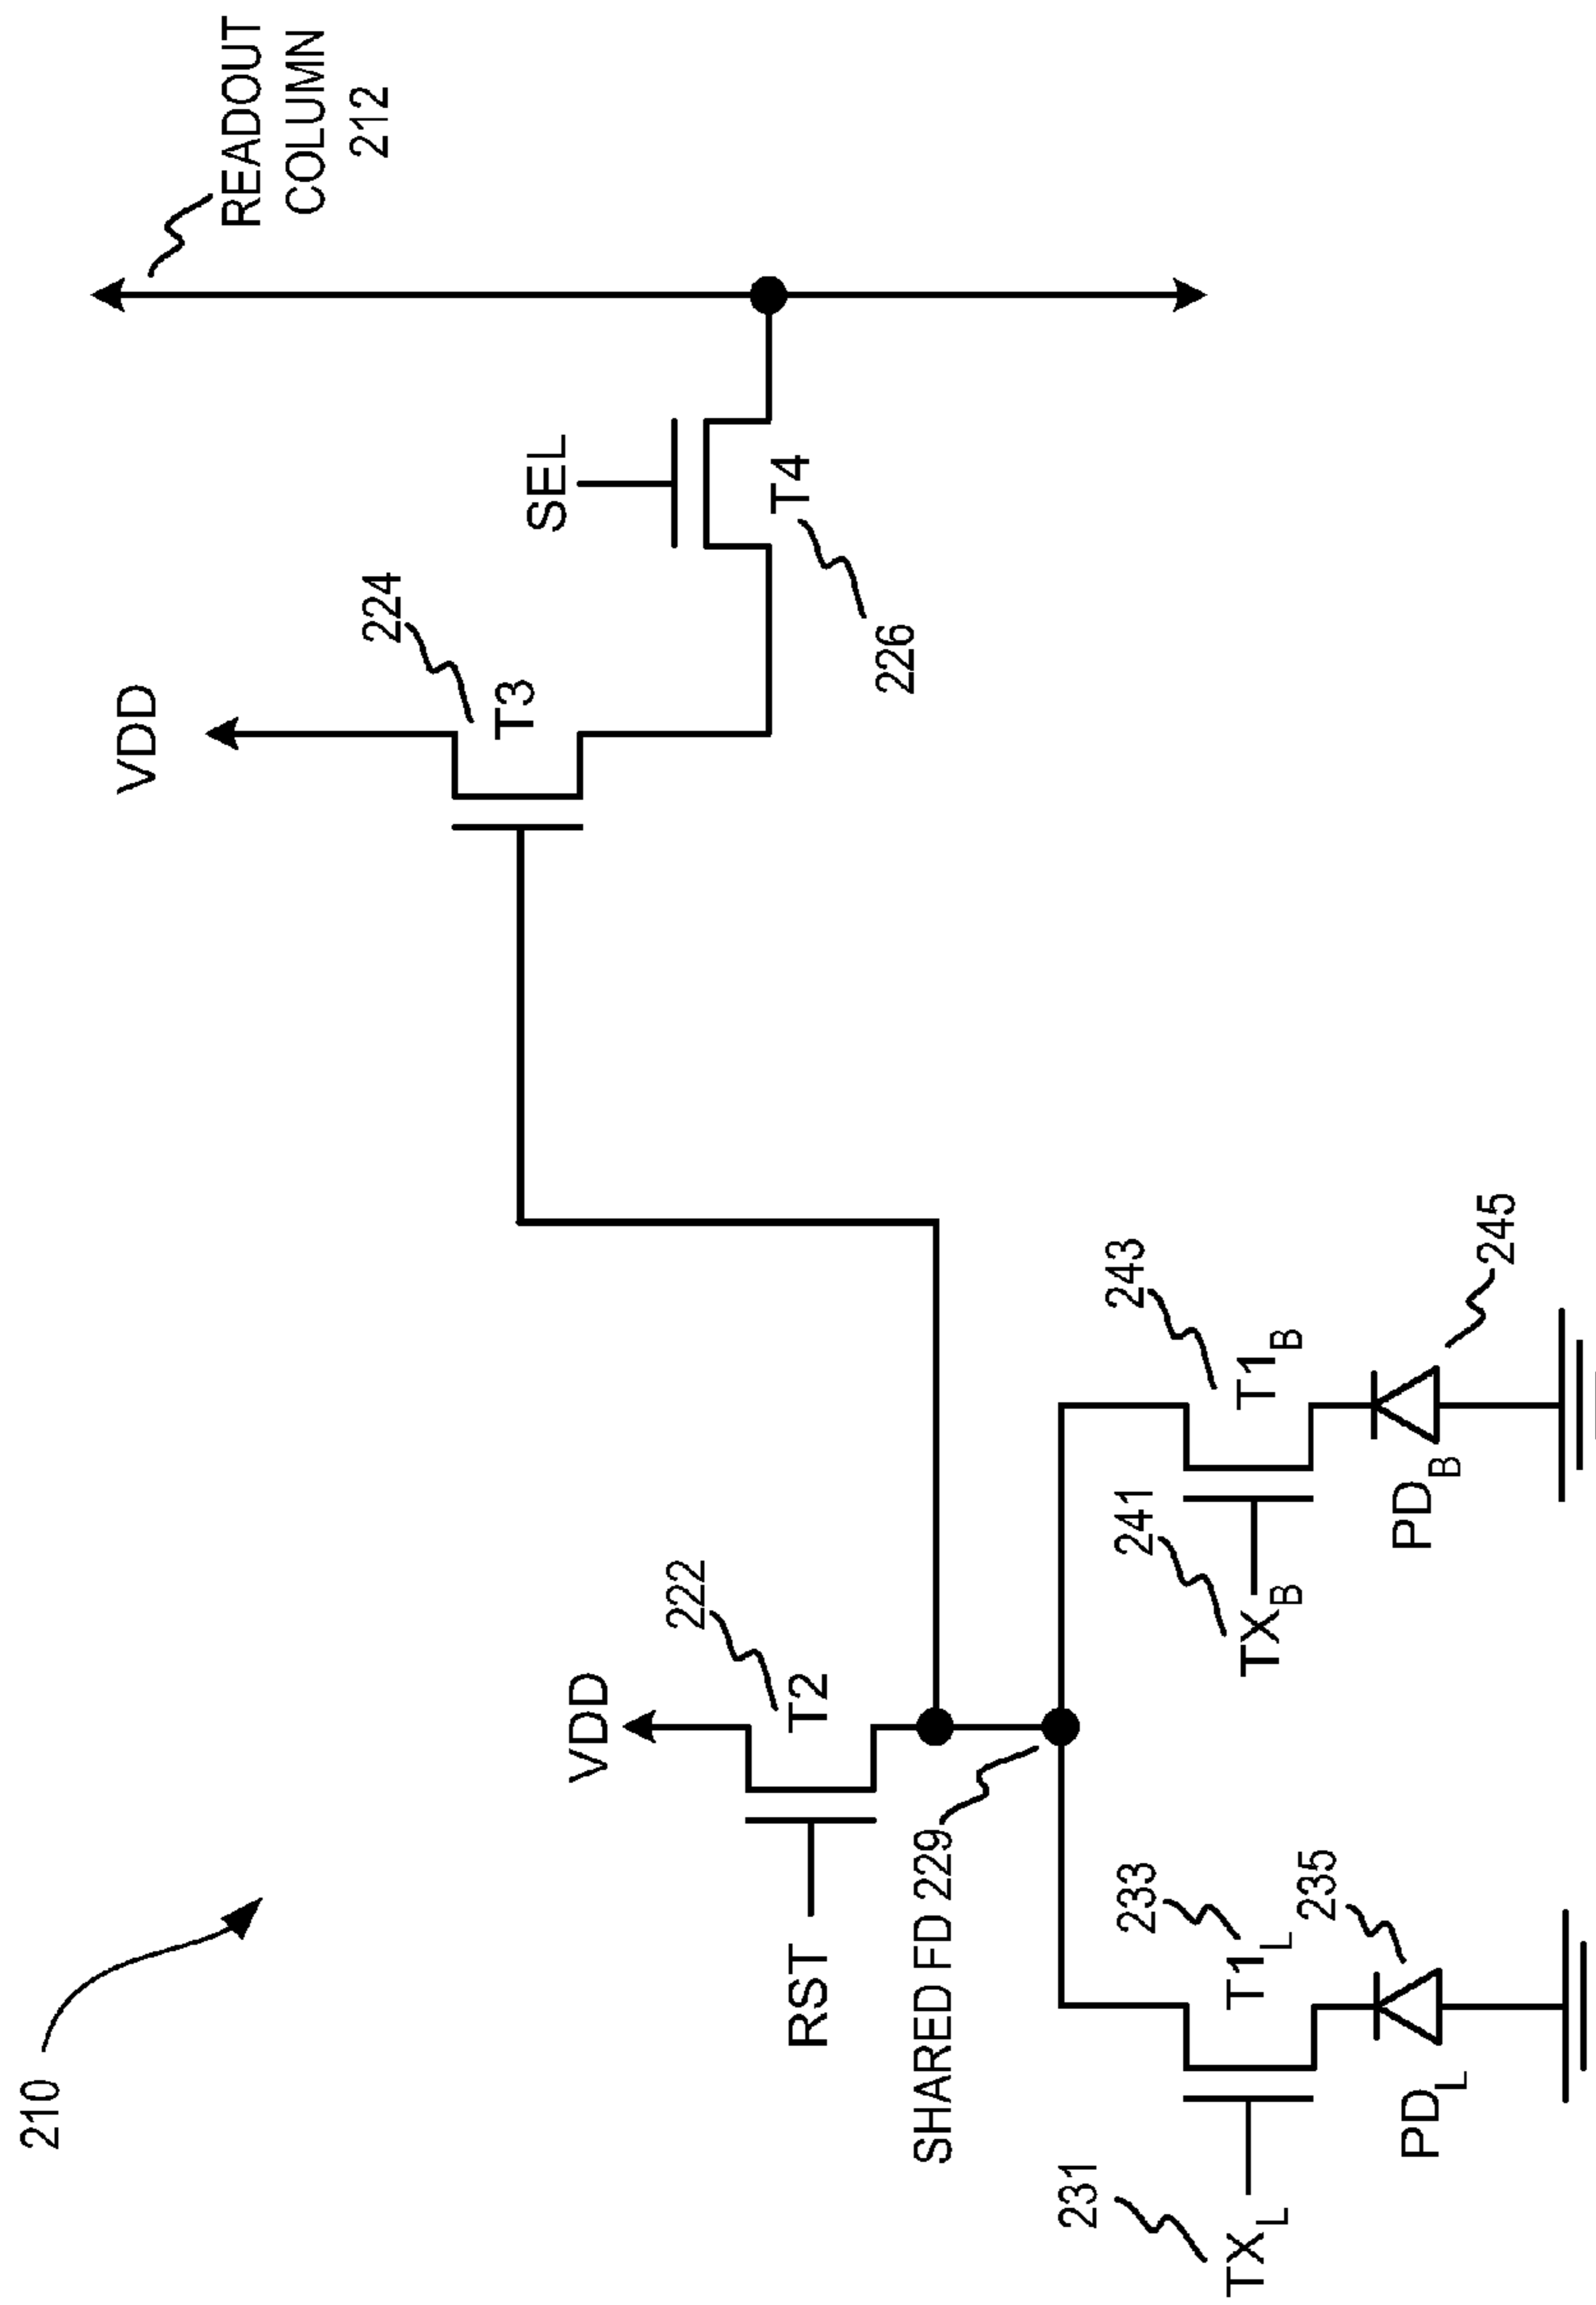 210
READOUT
COLUMN
212
VDD
224
T3
SEL
T4
226
VDD
222
T2
RST
SHARED FD 229
231
TXL
233
T1L
235
PDL
241
TXB
243
T1B
245
PDB